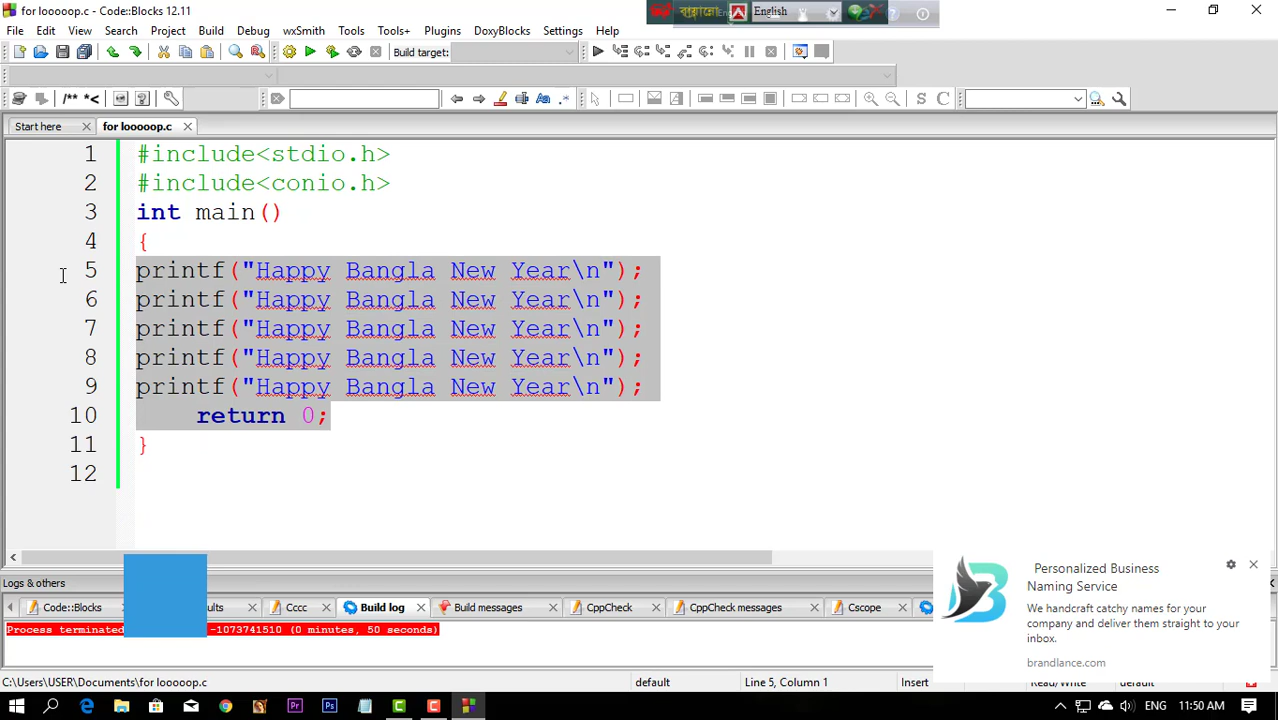 for looooop.c - Code::Blocks 12.11
English
File Edit View Search Project Build Debug wxSmith Tools Tools+ Plugins DoxyBlocks Settings Help
Build target:
/** *<
S C
Start here
for looooop.c
1 #include<stdio.h>
2 #include<conio.h>
3 int main()
4 {
5 printf("Happy Bangla New Year\n");
6 printf("Happy Bangla New Year\n");
7 printf("Happy Bangla New Year\n");
8 printf("Happy Bangla New Year\n");
9 printf("Happy Bangla New Year\n");
10 return 0;
11 }
12
Personalized Business
Naming Service
We handcraft catchy names for your
company and deliver them straight to your
inbox.
brandlance.com
Logs & others
Code::Blocks
Cccc
Build log
Build messages
CppCheck
CppCheck messages
Cscope
Process terminated -1073741510 (0 minutes, 50 seconds)
C:\Users\USER\Documents\for looooop.c
default
Line 5, Column 1
Insert
Read/Write
default
ENG 11:50 AM